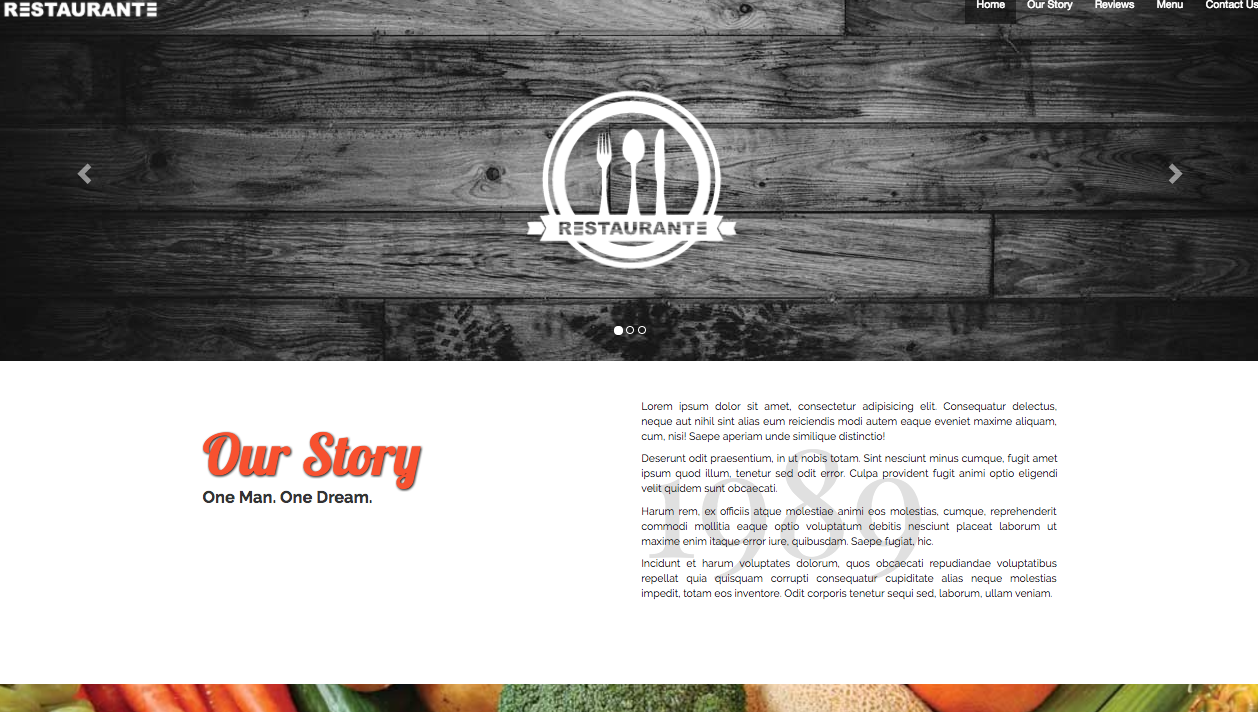 RESTAURANTE
Home Our Story Reviews Menu Contact Us
RESTAURANTE
Our Story
One Man. One Dream.
1989
Lorem ipsum dolor sit amet, consectetur adipisicing elit. Consequatur delectus,
neque aut nihil sint alias eum reiciendis modi autem eaque eveniet maxime aliquam,
cum, nisi! Saepe aperiam unde similique distinctio!
Deserunt odit praesentium, in ut nobis totam. Sint nesciunt minus cumque, fugit amet
ipsum quod illum, tenetur sed odit error. Culpa provident fugit animi optio eligendi
velit quidem sunt obcaecati.
Harum rem, ex officiis atque molestiae animi eos molestias, cumque, reprehenderit
commodi mollitia eaque optio voluptatum debitis nesciunt placeat laborum ut
maxime enim itaque error iure, quibusdam. Saepe fugiat, hic.
Incidunt et harum voluptates dolorum, quos obcaecati repudiandae voluptatibus
repellat quia quisquam corrupti consequatur cupiditate alias neque molestias
impedit, totam eos inventore. Odit corporis tenetur sequi sed, laborum, ullam veniam.